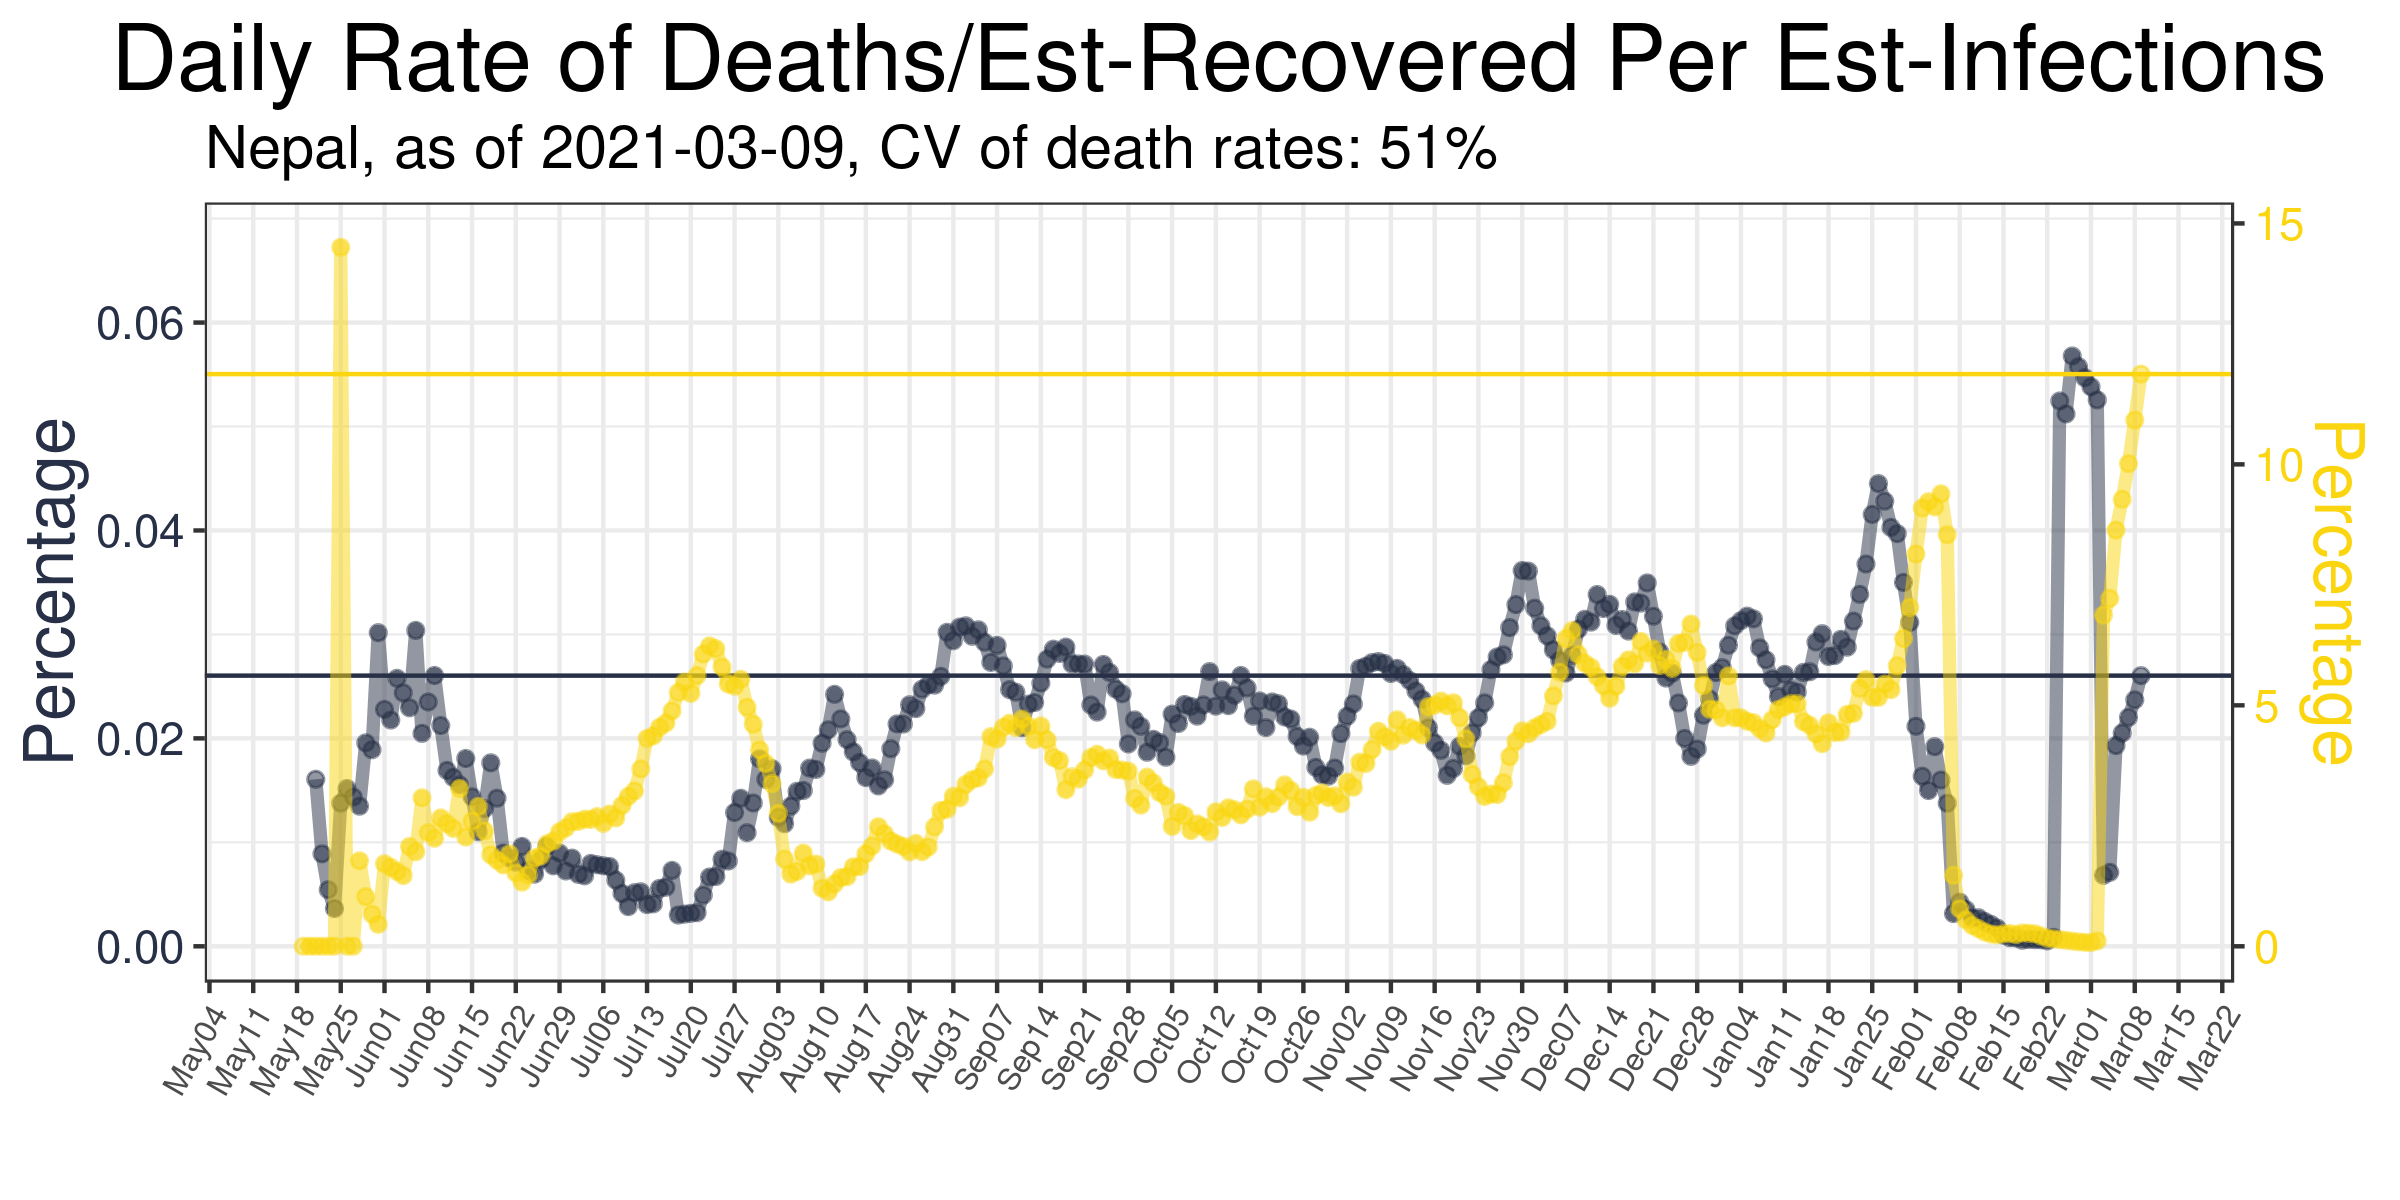 Daily Rate of Deaths/Est-Recovered Per Est-Infections
Nepal, as of 2021-03-09, CV of death rates: 51%
Percentage
0.06
0.04
0.02
0.00
15
10
5
0
Percentage
May04
May11
May18
May25
Jun01
Jun08
Jun15
Jun22
Jun29
Jul06
Jul13
Jul20
Jul27
Aug03
Aug10
Aug17
Aug24
Aug31
Sep07
Sep14
Sep21
Sep28
Oct05
Oct12
Oct19
Oct26
Nov02
Nov09
Nov16
Nov23
Nov30
Dec07
Dec14
Dec21
Dec28
Jan04
Jan11
Jan18
Jan25
Feb01
Feb08
Feb15
Feb22
Mar01
Mar08
Mar15
Mar22